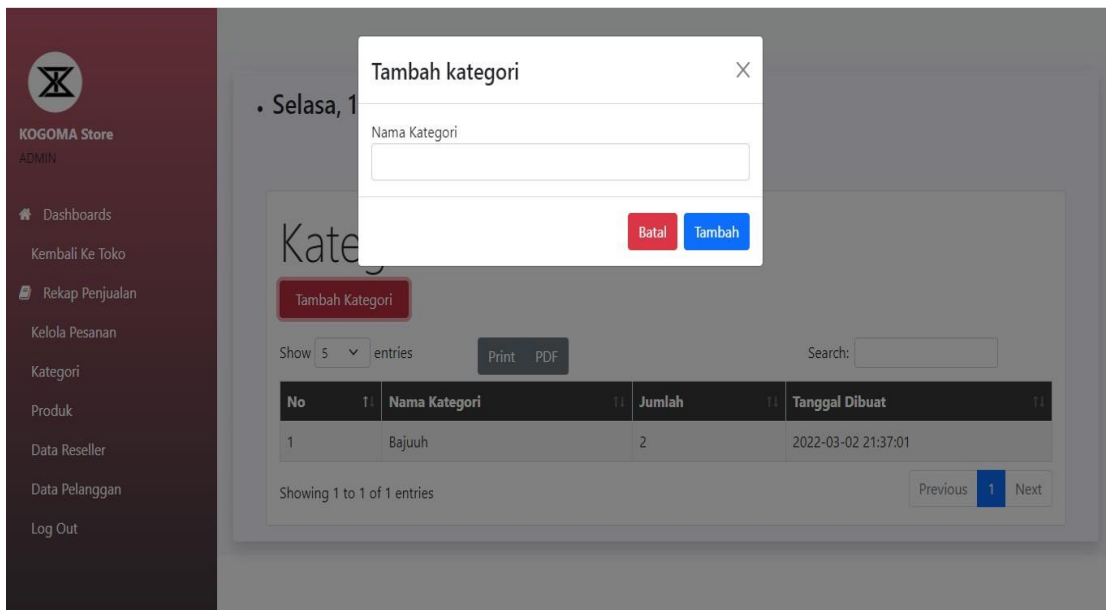 KOGOMA Store
ADMIN
Dashboards
Kembali Ke Toko
Rekap Penjualan
Kelola Pesanan
Kategori
Produk
Data Reseller
Data Pelanggan
Log Out
Tambah kategori
Nama Kategori
Batal Tambah
Selasa, 1
Kateg
Tambah Kategori
Show 5 entries Print PDF Search:
No Nama Kategori Jumlah Tanggal Dibuat
1 Bajuuh 2 2022-03-02 21:37:01
Showing 1 to 1 of 1 entries Previous 1 Next